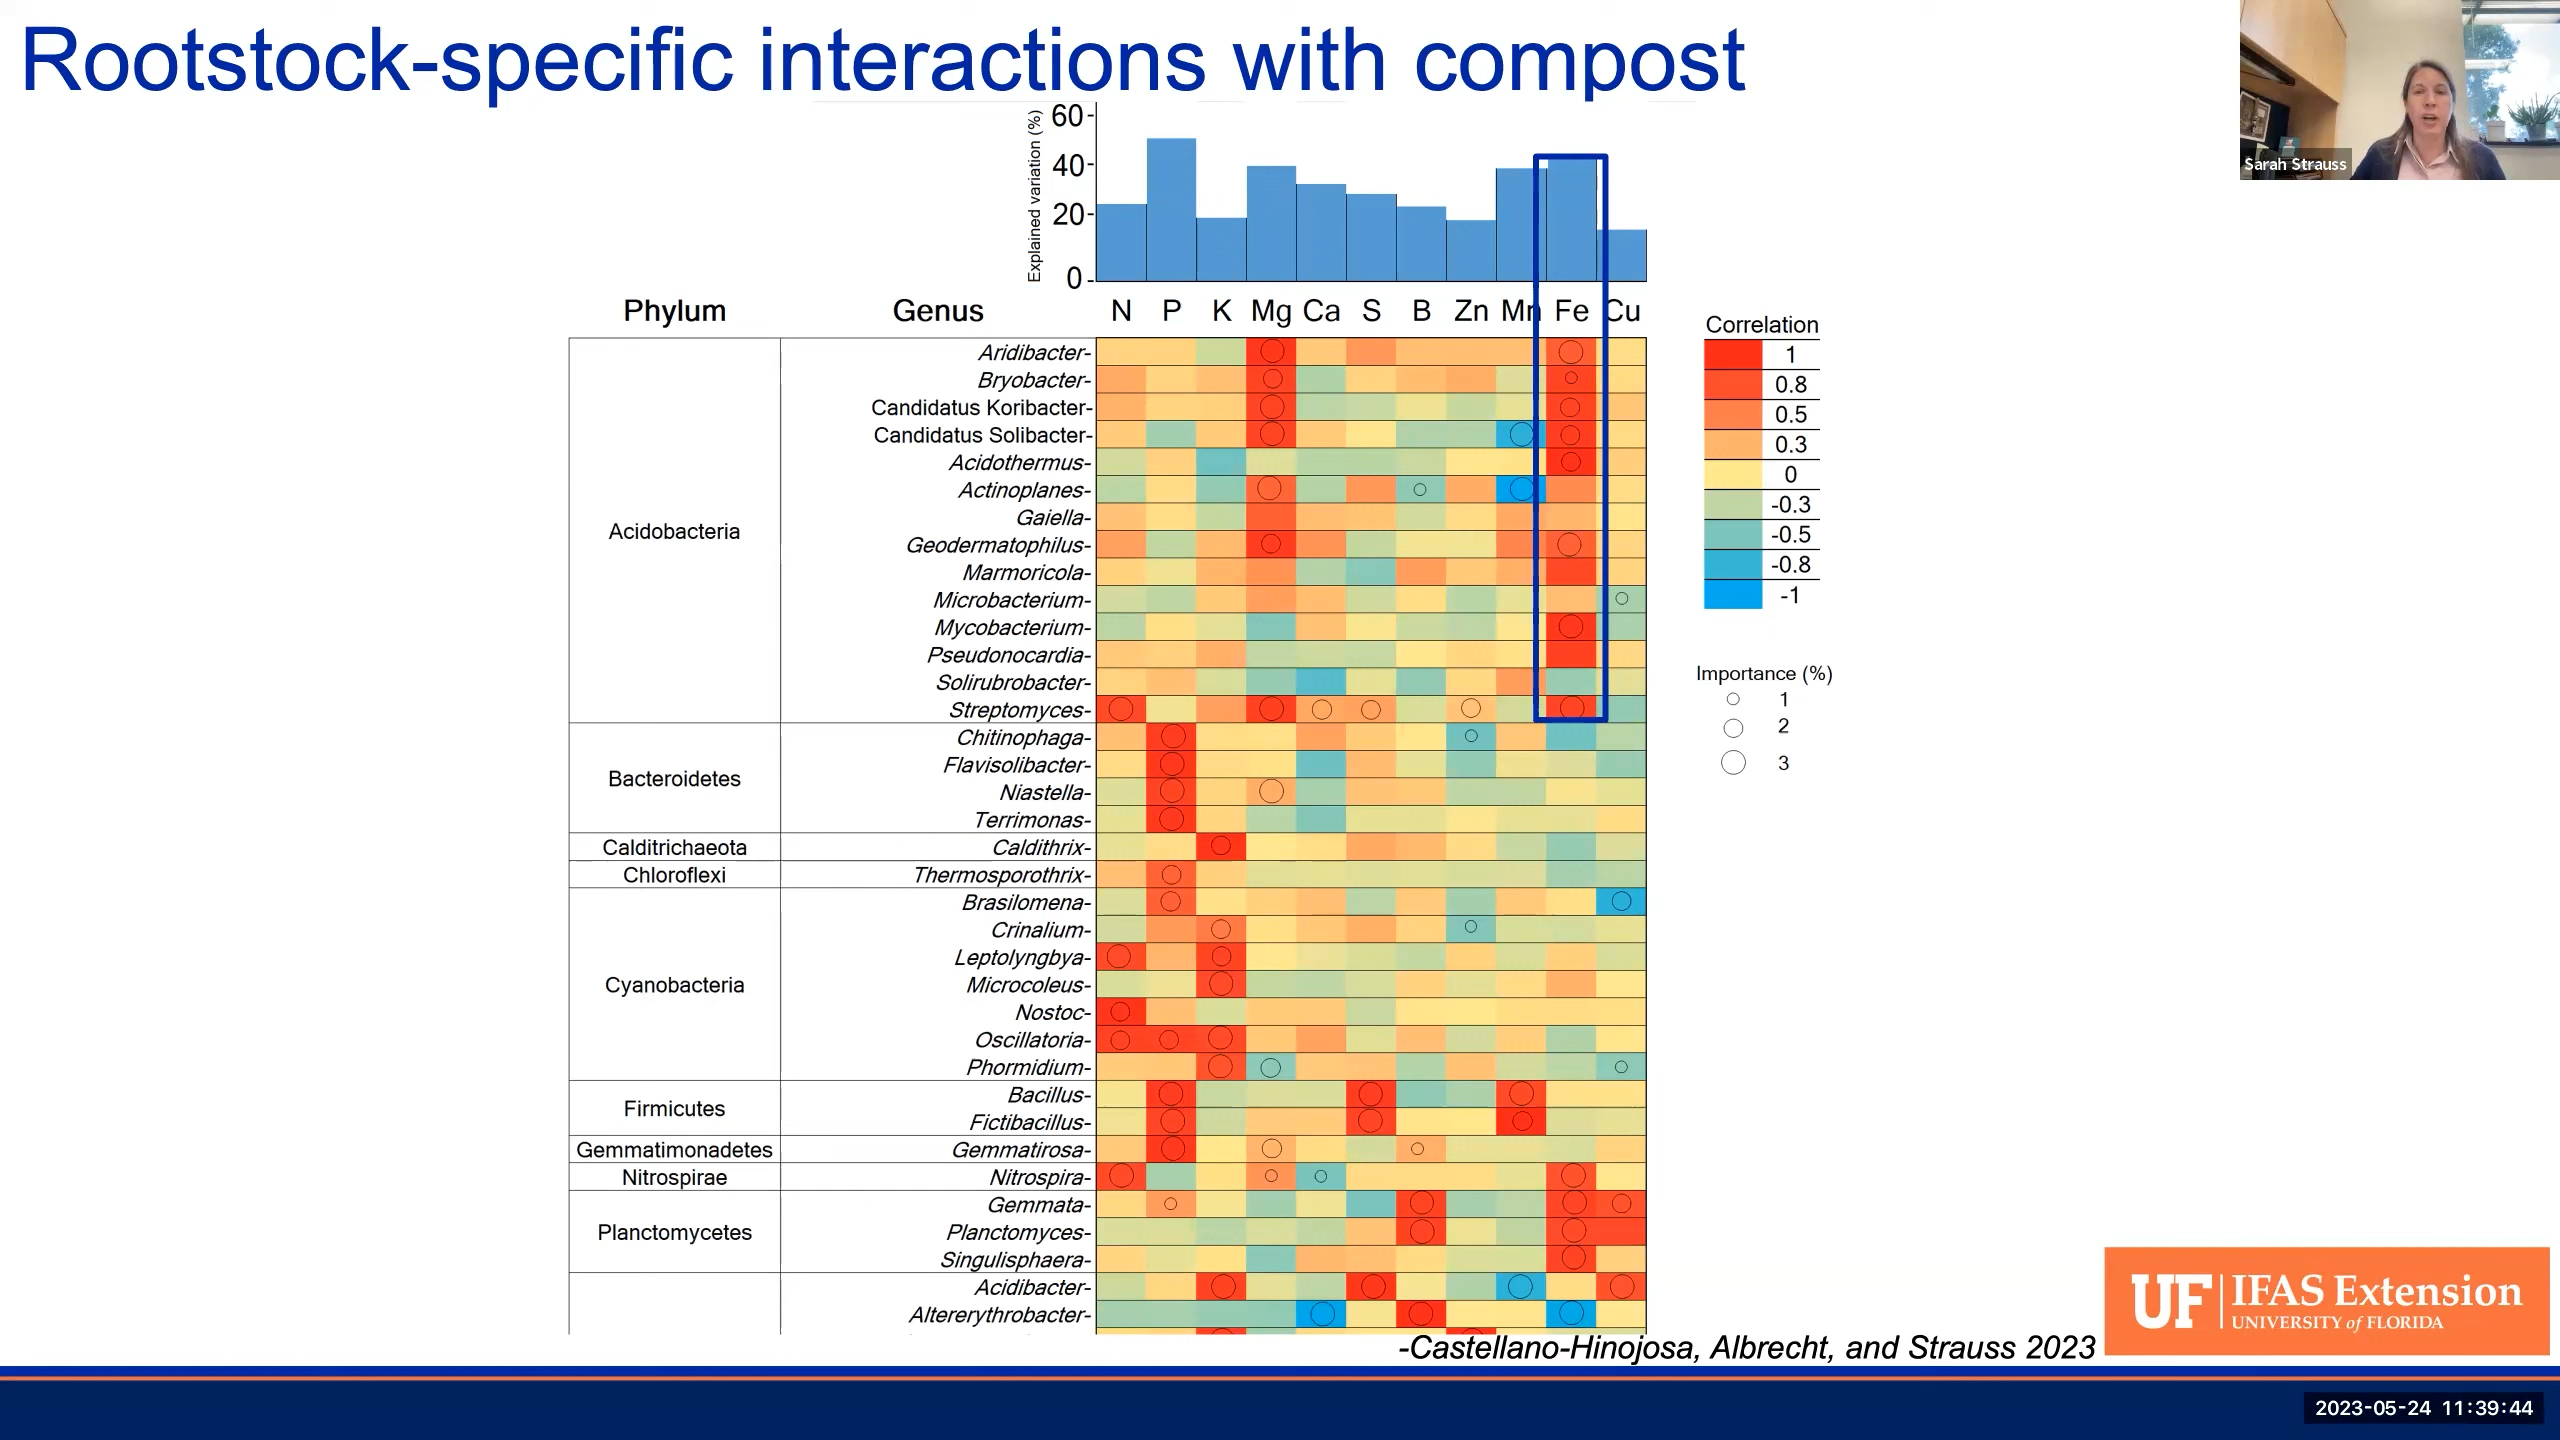 Rootstock-specific interactions with compost
Sarah Strauss
Explained variation (%)
60-
40-
20-
0-
Phylum Genus N P K Mg Ca S B Zn Mn Fe Cu
Acidobacteria
Aridibacter-
Bryobacter-
Candidatus Koribacter-
Candidatus Solibacter-
Acidothermus-
Actinoplanes-
Gaiella-
Geodermatophilus-
Marmoricola-
Microbacterium-
Mycobacterium-
Pseudonocardia-
Solirubrobacter-
Streptomyces-
Bacteroidetes
Chitinophaga-
Flavisolibacter-
Niastella-
Terrimonas-
Calditrichaeota Caldithrix-
Chloroflexi Thermosporothrix-
Cyanobacteria
Brasilomena-
Crinalium-
Leptolyngbya-
Microcoleus-
Nostoc-
Oscillatoria-
Phormidium-
Firmicutes
Bacillus-
Fictibacillus-
Gemmatimonadetes Gemmatirosa-
Nitrospirae Nitrospira-
Planctomycetes
Gemmata-
Planctomyces-
Singulisphaera-
Acidibacter-
Altererythrobacter-
Correlation
1
0.8
0.5
0.3
0
-0.3
-0.5
-0.8
-1
Importance (%)
1
2
3
-Castellano-Hinojosa, Albrecht, and Strauss 2023
UF IFAS Extension
UNIVERSITY of FLORIDA
2023-05-24 11:39:44